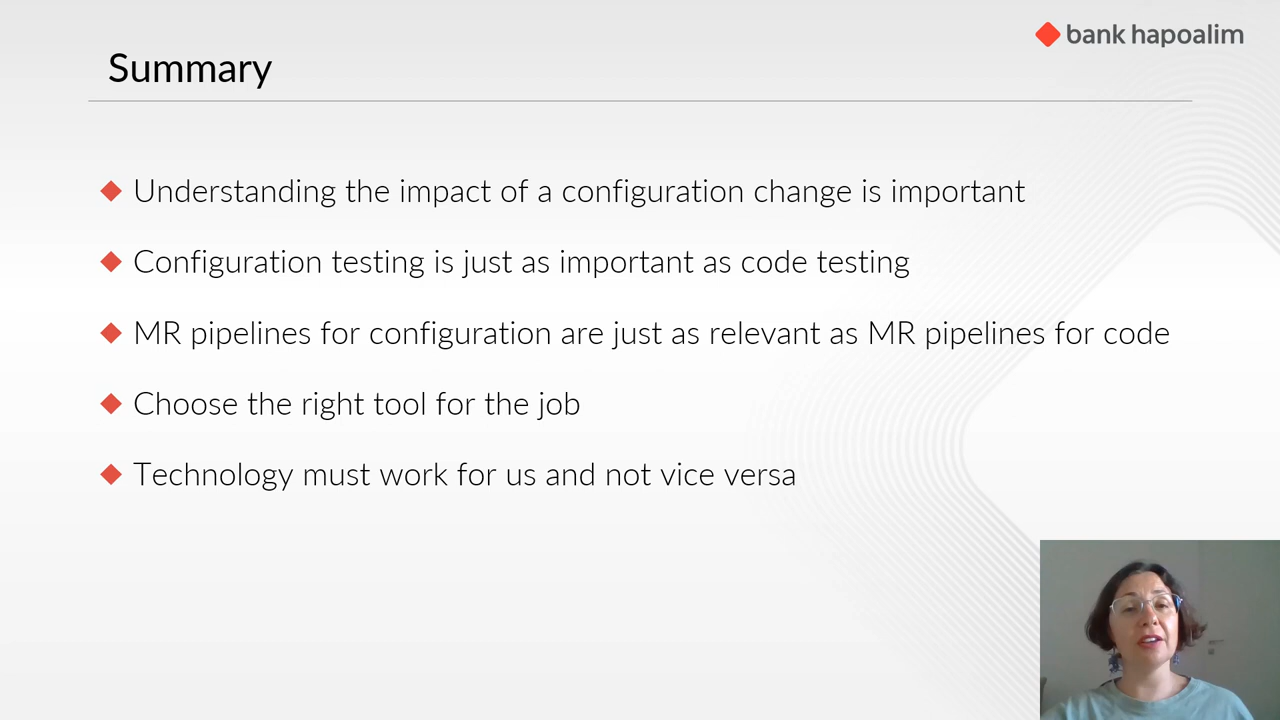 bank hapoalim
Summary
Understanding the impact of a configuration change is important
Configuration testing is just as important as code testing
MR pipelines for configuration are just as relevant as MR pipelines for code
Choose the right tool for the job
Technology must work for us and not vice versa